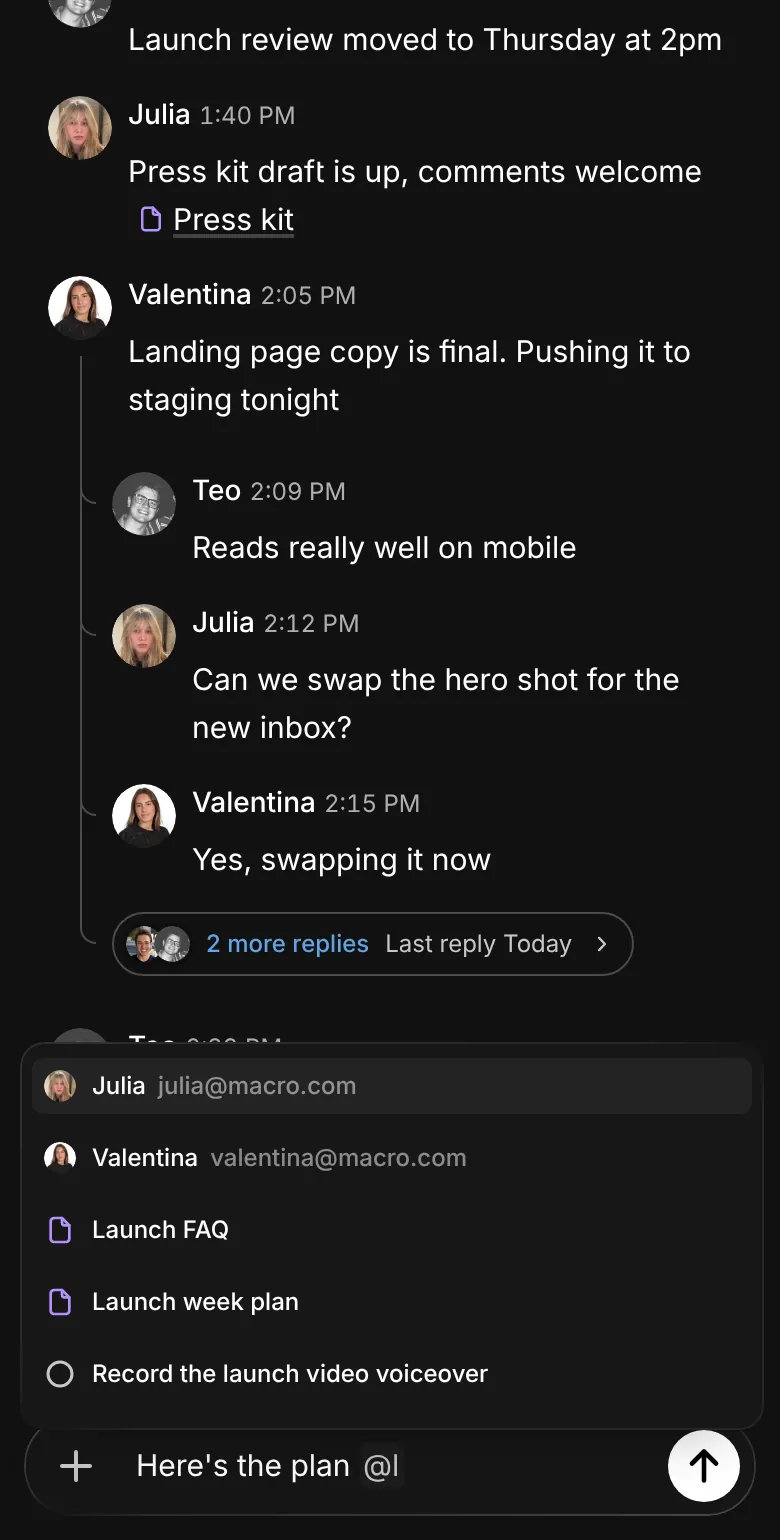 Launch review moved to Thursday at 2pm
Julia 1:40 PM
Press kit draft is up, comments welcome
Press kit
Valentina 2:05 PM
Landing page copy is final. Pushing it to
staging tonight
Teo 2:09 PM
Reads really well on mobile
Julia 2:12 PM
Can we swap the hero shot for the
new inbox?
Valentina 2:15 PM
Yes, swapping it now
2 more replies Last reply Today
Teo
Julia julia@macro.com
Valentina valentina@macro.com
Launch FAQ
Launch week plan
Record the launch video voiceover
Here's the plan @l